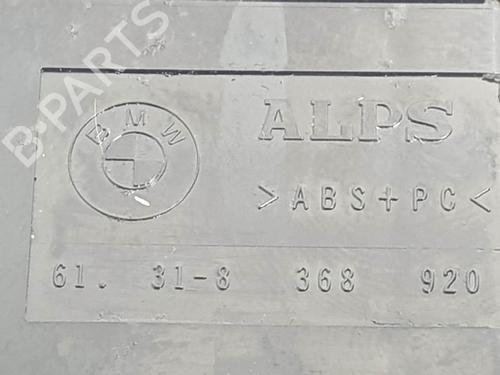 B-PARTS
BMW
ALPS
>ABS+PC<
61. 31-8 368 920